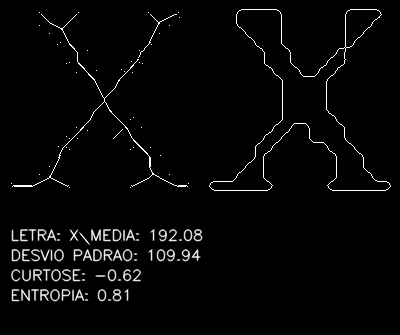 X X
LETRA: X\MEDIA: 192.08
DESVIO PADRAO: 109.94
CURTOSE: -0.62
ENTROPIA: 0.81